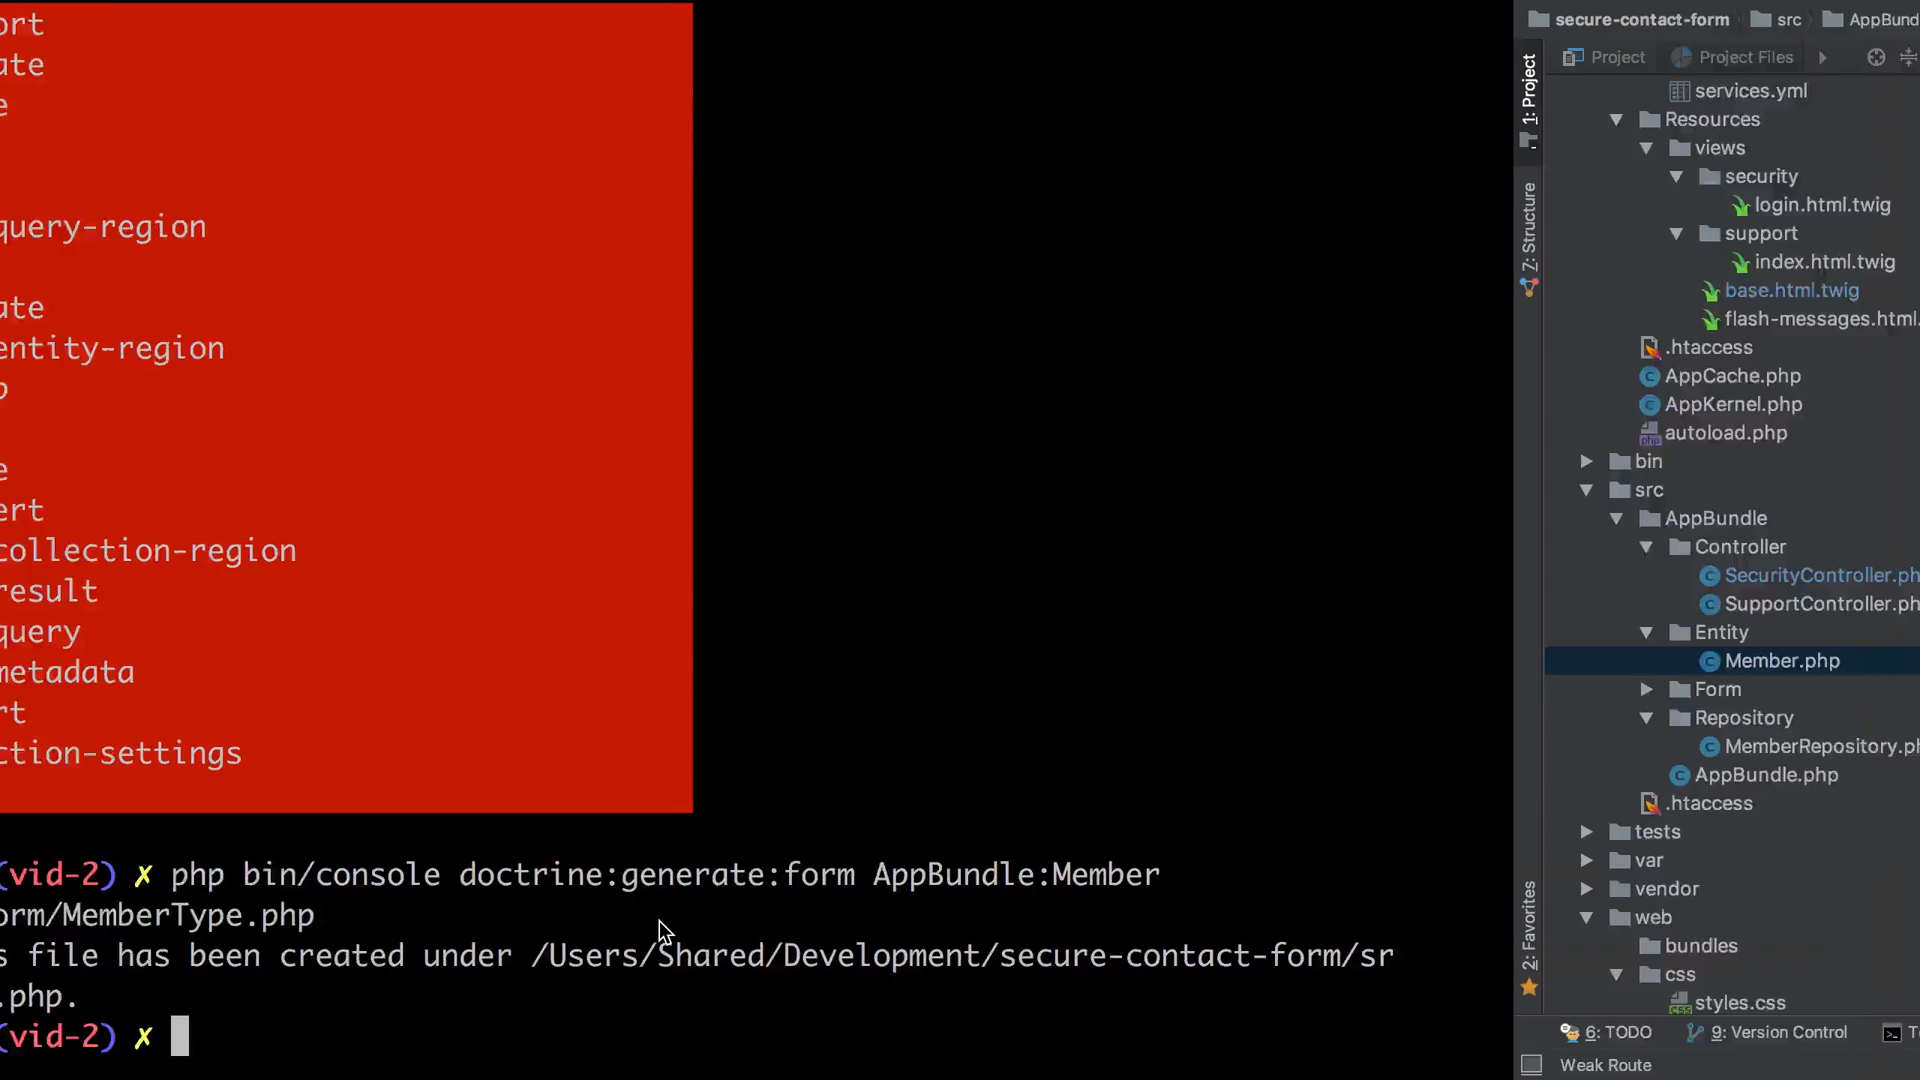 ort
ate
e
query-region
ate
entity-region
p
e
ert
collection-region
result
query
metadata
rt
ction-settings
(vid-2) ✗ php bin/console doctrine:generate:form AppBundle:Member
orm/MemberType.php
s file has been created under /Users/Shared/Development/secure-contact-form/sr
.php.
(vid-2) ✗
secure-contact-form src AppBund
Project Project Files
1: Project
Z: Structure
2: Favorites
services.yml
Resources
views
security
login.html.twig
support
index.html.twig
base.html.twig
flash-messages.html.
.htaccess
AppCache.php
AppKernel.php
autoload.php
bin
src
AppBundle
Controller
SecurityController.ph
SupportController.ph
Entity
Member.php
Form
Repository
MemberRepository.ph
AppBundle.php
.htaccess
tests
var
vendor
web
bundles
css
styles.css
6: TODO 9: Version Control T
Weak Route